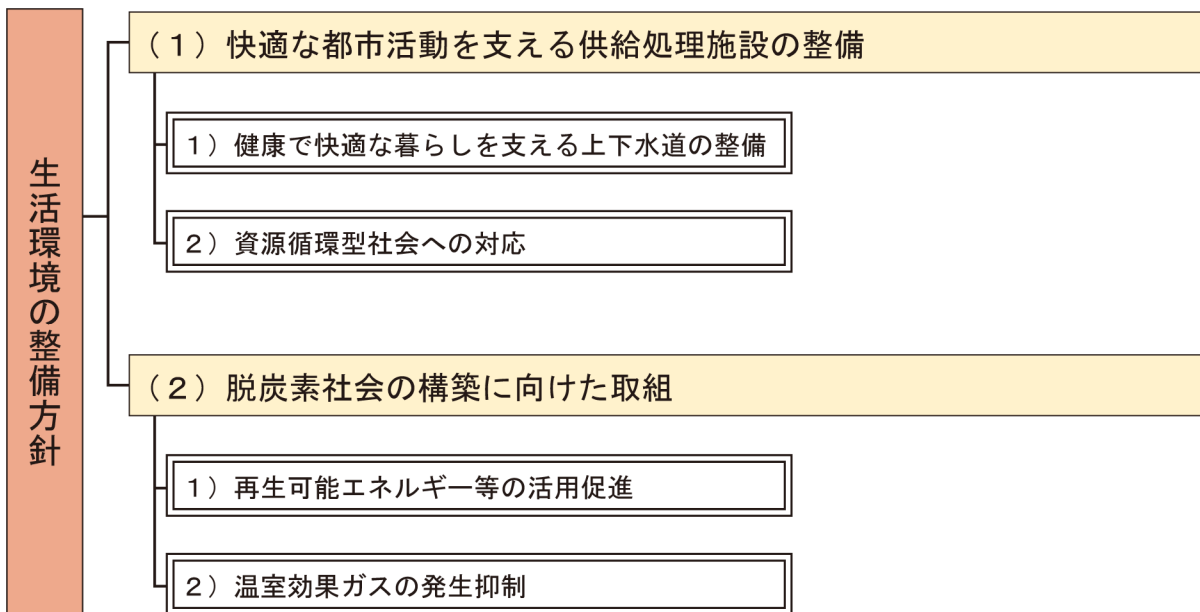 生活環境の整備方針
（１）快適な都市活動を支える供給処理施設の整備
１）健康で快適な暮らしを支える上下水道の整備
２）資源循環型社会への対応
（２）脱炭素社会の構築に向けた取組
１）再生可能エネルギー等の活用促進
２）温室効果ガスの発生抑制